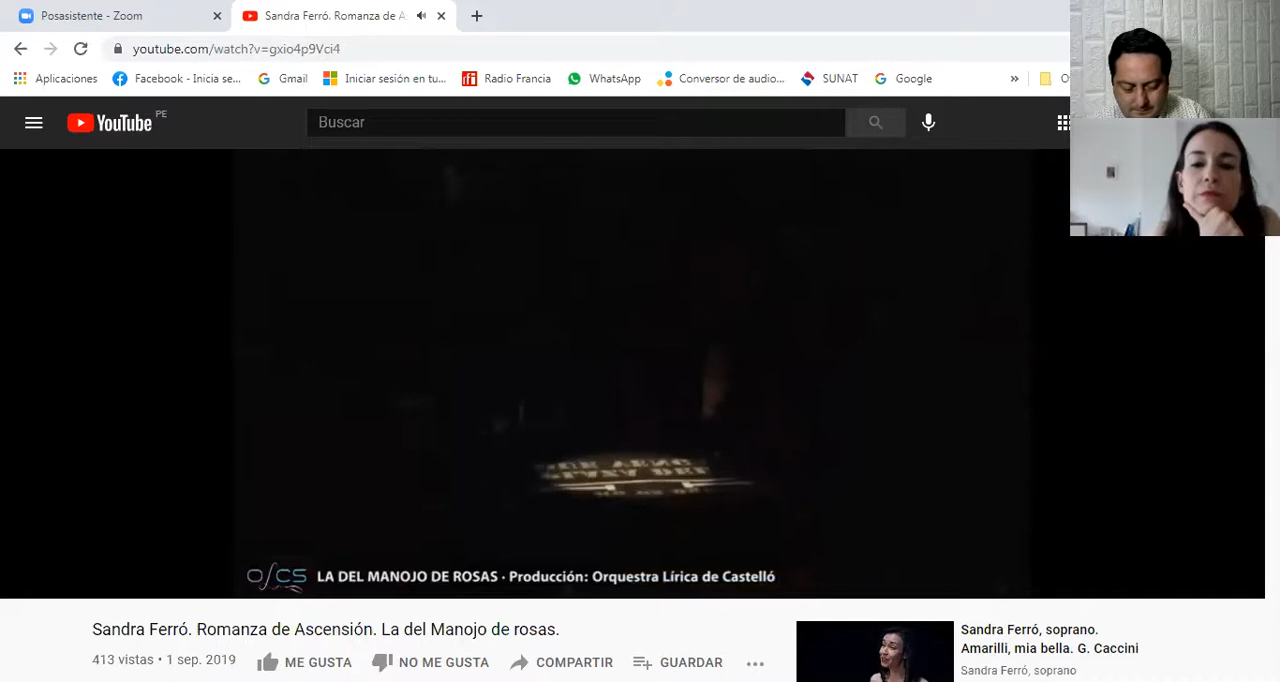 Posasistente - Zoom
Sandra Ferró. Romanza de A
youtube.com/watch?v=gxio4p9Vci4
Aplicaciones Facebook - Inicia se... Gmail Iniciar sesión en tu... Radio Francia WhatsApp Conversor de audio... SUNAT Google » O
rfi
YouTube PE
Buscar
LA DEL MANOJO DE ROSAS · Producción: Orquestra Lírica de Castelló
Sandra Ferró. Romanza de Ascensión. La del Manojo de rosas.
413 vistas • 1 sep. 2019
ME GUSTA NO ME GUSTA COMPARTIR GUARDAR ...
Sandra Ferró, soprano.
Amarilli, mia bella. G. Caccini
Sandra Ferró, soprano